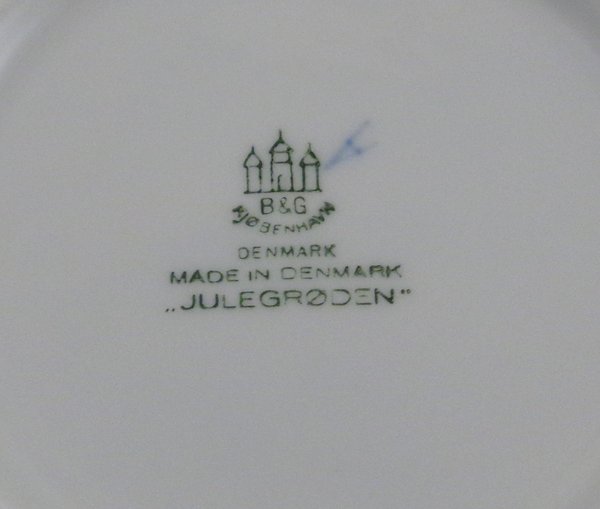 B&G
KJØBENHAVN
DENMARK
MADE IN DENMARK
„JULEGRØDEN"